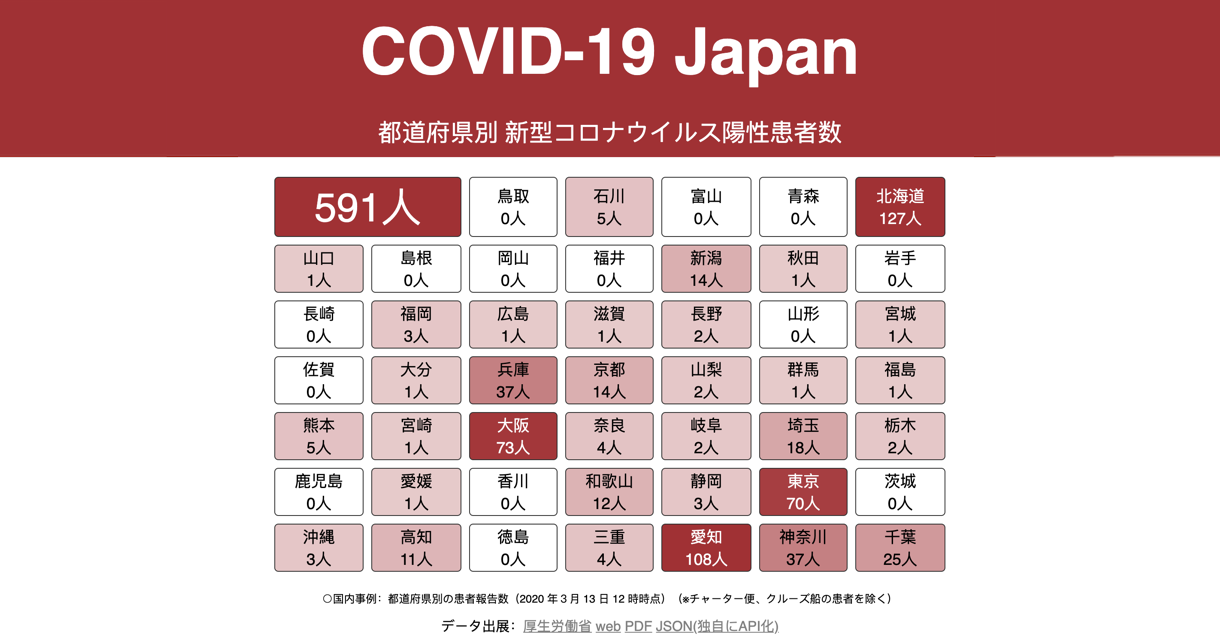 COVID-19 Japan
都道府県別 新型コロナウイルス陽性患者数
591人
鳥取
0人
石川
5人
富山
0人
青森
0人
北海道
127人
山口
1人
島根
0人
岡山
0人
福井
0人
新潟
14人
秋田
1人
岩手
0人
長崎
0人
福岡
3人
広島
1人
滋賀
1人
長野
2人
山形
0人
宮城
1人
佐賀
0人
大分
1人
兵庫
37人
京都
14人
山梨
2人
群馬
1人
福島
1人
熊本
5人
宮崎
1人
大阪
73人
奈良
4人
岐阜
2人
埼玉
18人
栃木
2人
鹿児島
0人
愛媛
1人
香川
0人
和歌山
12人
静岡
3人
東京
70人
茨城
0人
沖縄
3人
高知
11人
徳島
0人
三重
4人
愛知
108人
神奈川
37人
千葉
25人
○国内事例：都道府県別の患者報告数（2020 年 3 月 13 日 12 時時点）（※チャーター便、クルーズ船の患者を除く）
データ出展： 厚生労働省 web PDF JSON(独自にAPI化)